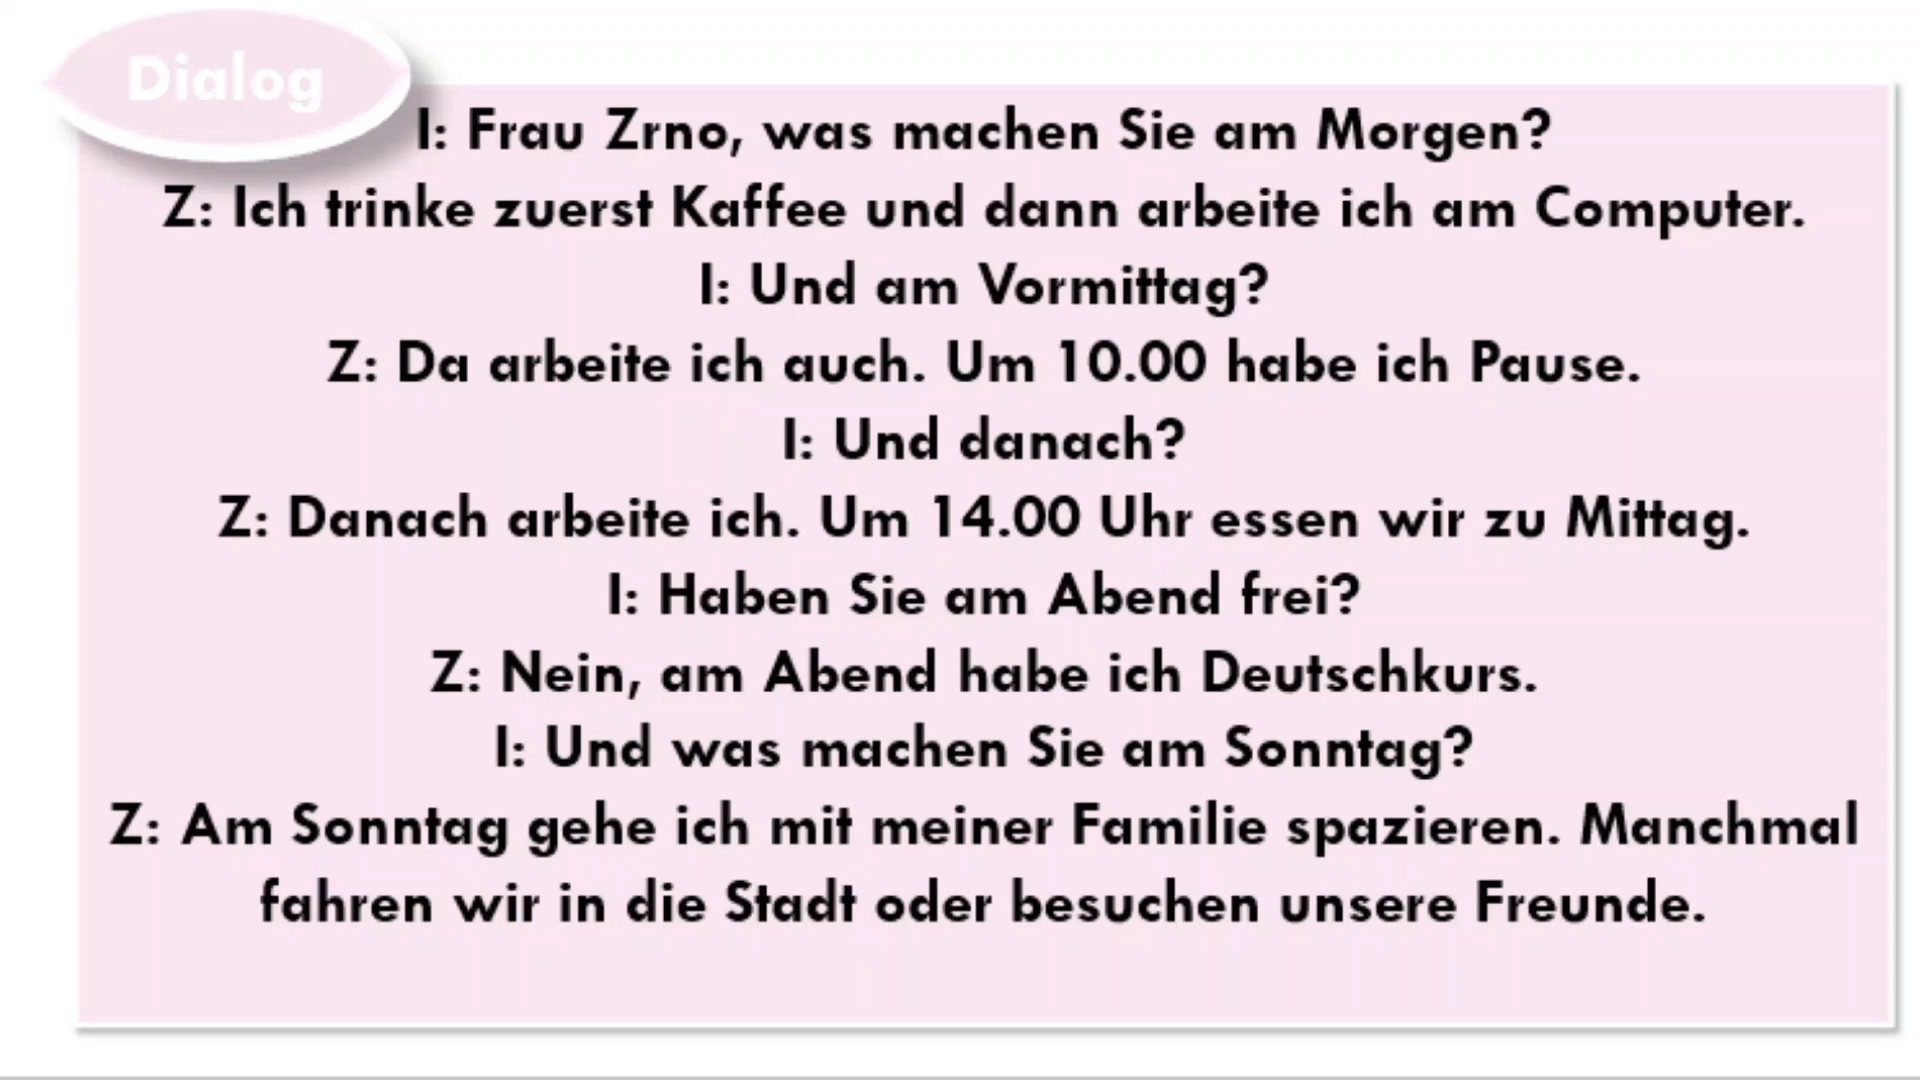 Dialog
I: Frau Zrno, was machen Sie am Morgen?
Z: Ich trinke zuerst Kaffee und dann arbeite ich am Computer.
I: Und am Vormittag?
Z: Da arbeite ich auch. Um 10.00 habe ich Pause.
I: Und danach?
Z: Danach arbeite ich. Um 14.00 Uhr essen wir zu Mittag.
I: Haben Sie am Abend frei?
Z: Nein, am Abend habe ich Deutschkurs.
I: Und was machen Sie am Sonntag?
Z: Am Sonntag gehe ich mit meiner Familie spazieren. Manchmal
fahren wir in die Stadt oder besuchen unsere Freunde.